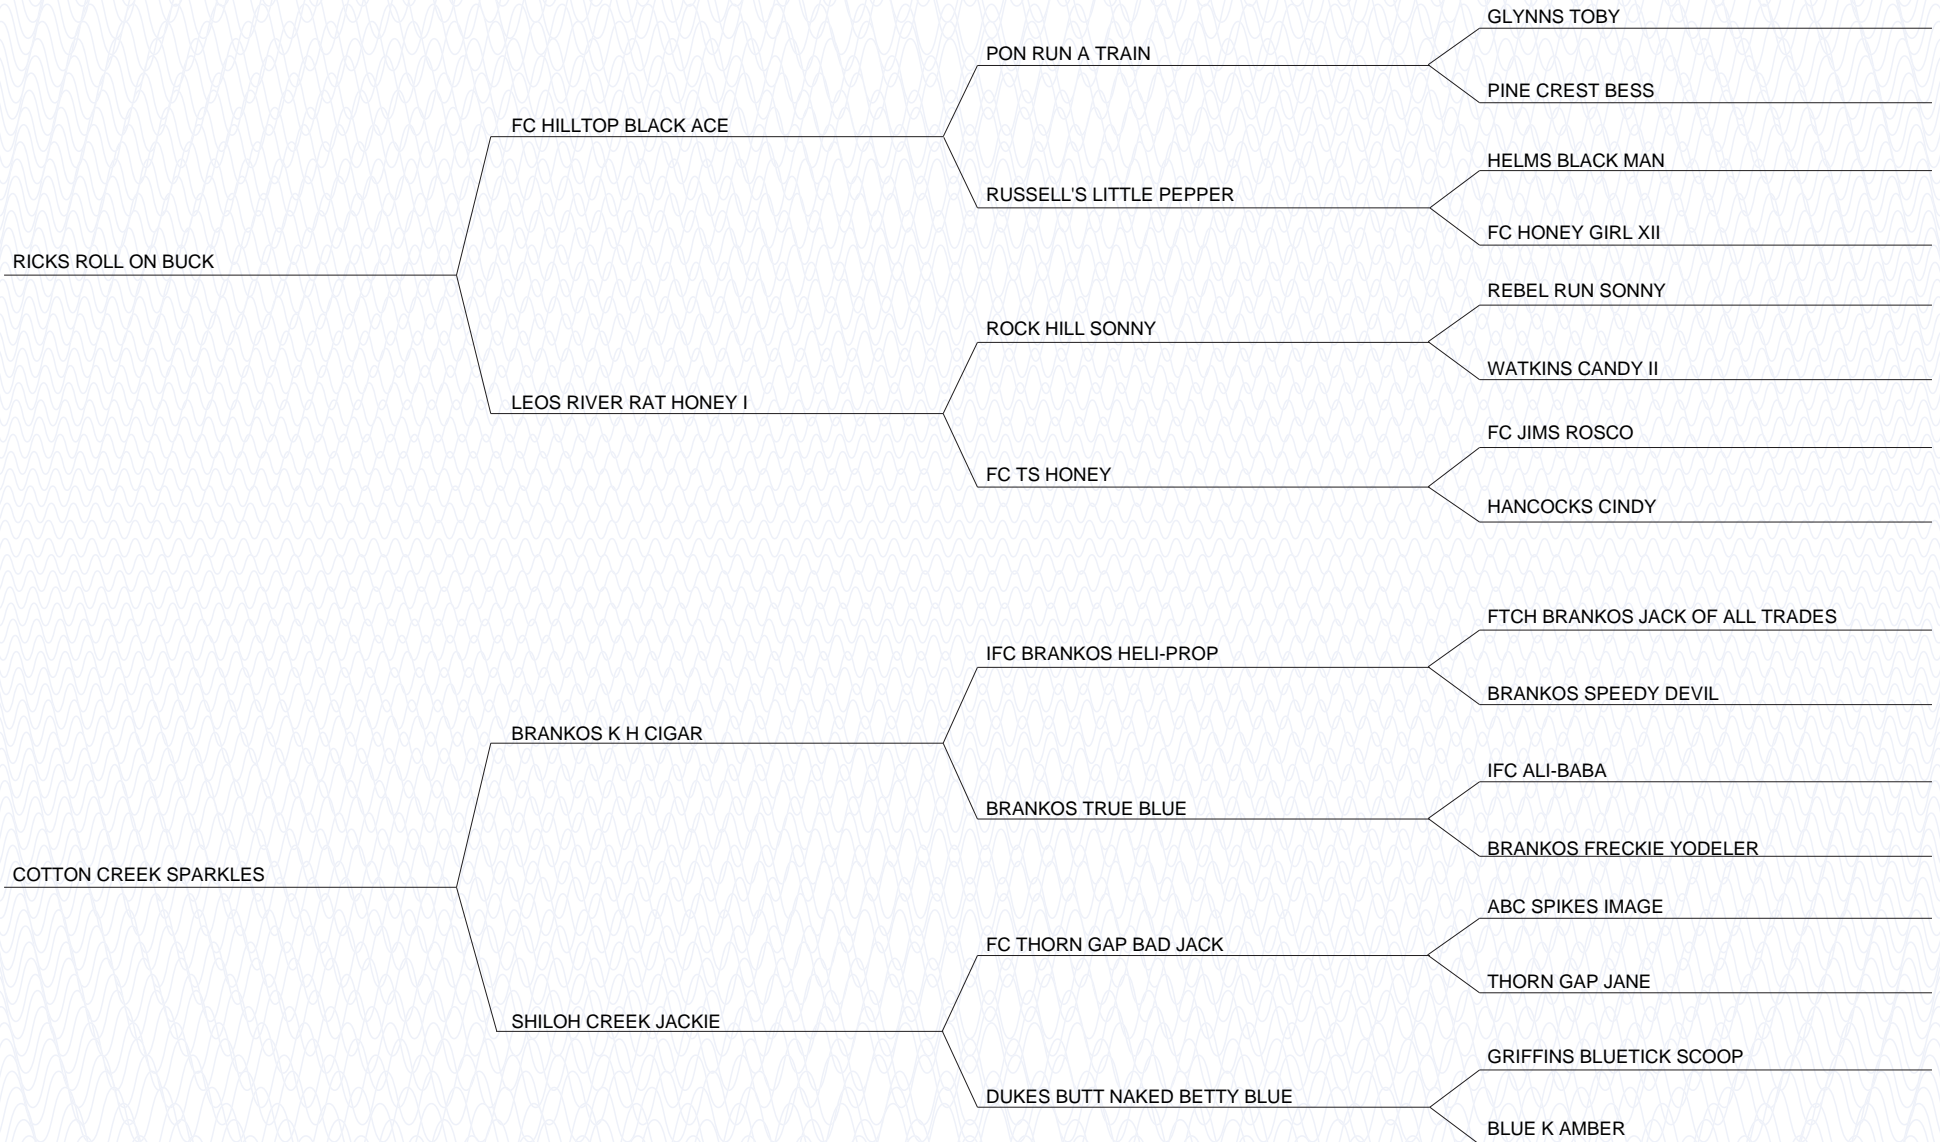 GLYNNS TOBY
PON RUN A TRAIN
PINE CREST BESS
FC HILLTOP BLACK ACE
HELMS BLACK MAN
RUSSELL'S LITTLE PEPPER
FC HONEY GIRL XII
RICKS ROLL ON BUCK
REBEL RUN SONNY
ROCK HILL SONNY
WATKINS CANDY II
LEOS RIVER RAT HONEY I
FC JIMS ROSCO
FC TS HONEY
HANCOCKS CINDY
FTCH BRANKOS JACK OF ALL TRADES
IFC BRANKOS HELI-PROP
BRANKOS SPEEDY DEVIL
BRANKOS K H CIGAR
IFC ALI-BABA
BRANKOS TRUE BLUE
BRANKOS FRECKIE YODELER
COTTON CREEK SPARKLES
ABC SPIKES IMAGE
FC THORN GAP BAD JACK
THORN GAP JANE
SHILOH CREEK JACKIE
GRIFFINS BLUETICK SCOOP
DUKES BUTT NAKED BETTY BLUE
BLUE K AMBER